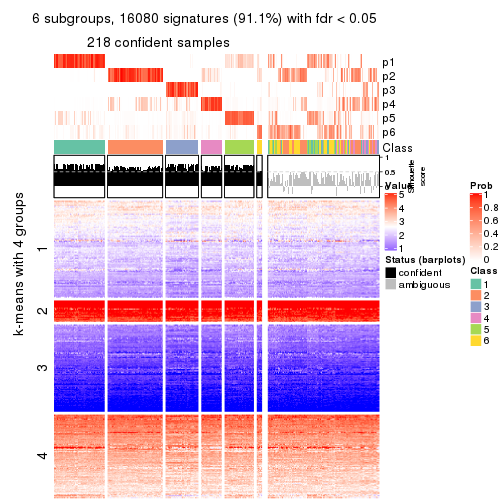 6 subgroups, 16080 signatures (91.1%) with fdr < 0.05
218 confident samples
p1
p2
p3
p4
p5
p6
Class
1
0.5
0
Silhouette
score
k-means with 4 groups
1
2
3
4
Value
5
4
3
2
1
Status (barplots)
confident
ambiguous
Prob
1
0.8
0.6
0.4
0.2
0
Class
1
2
3
4
5
6